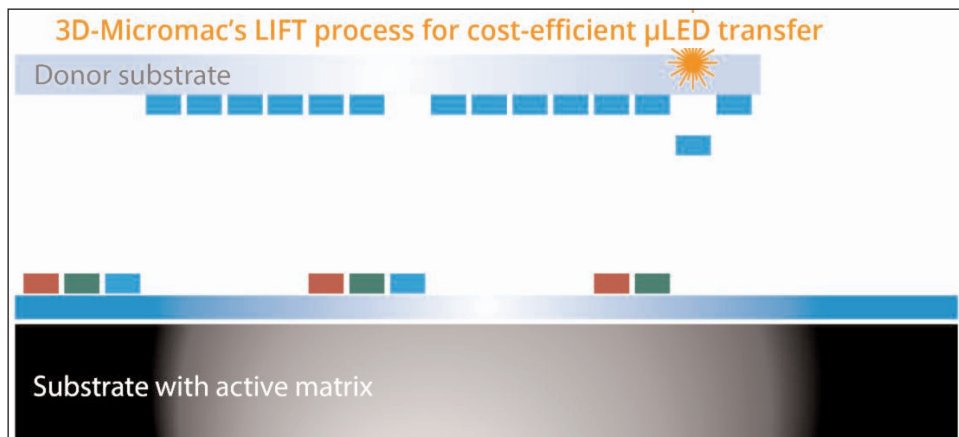 3D-Micromac's LIFT process for cost-efficient µLED transfer
Donor substrate
Substrate with active matrix